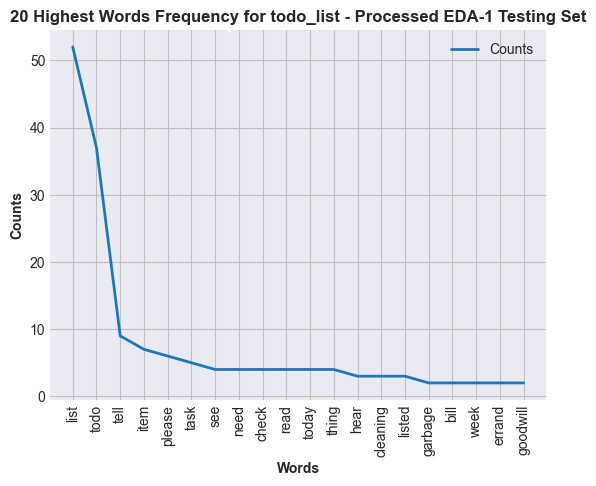 20 Highest Words Frequency for todo_list - Processed EDA-1 Testing Set
Counts
50
40
30
20
10
0
Counts
list
todo
tell
item
please
task
see
need
check
read
today
thing
hear
cleaning
listed
garbage
bill
week
errand
goodwill
Words